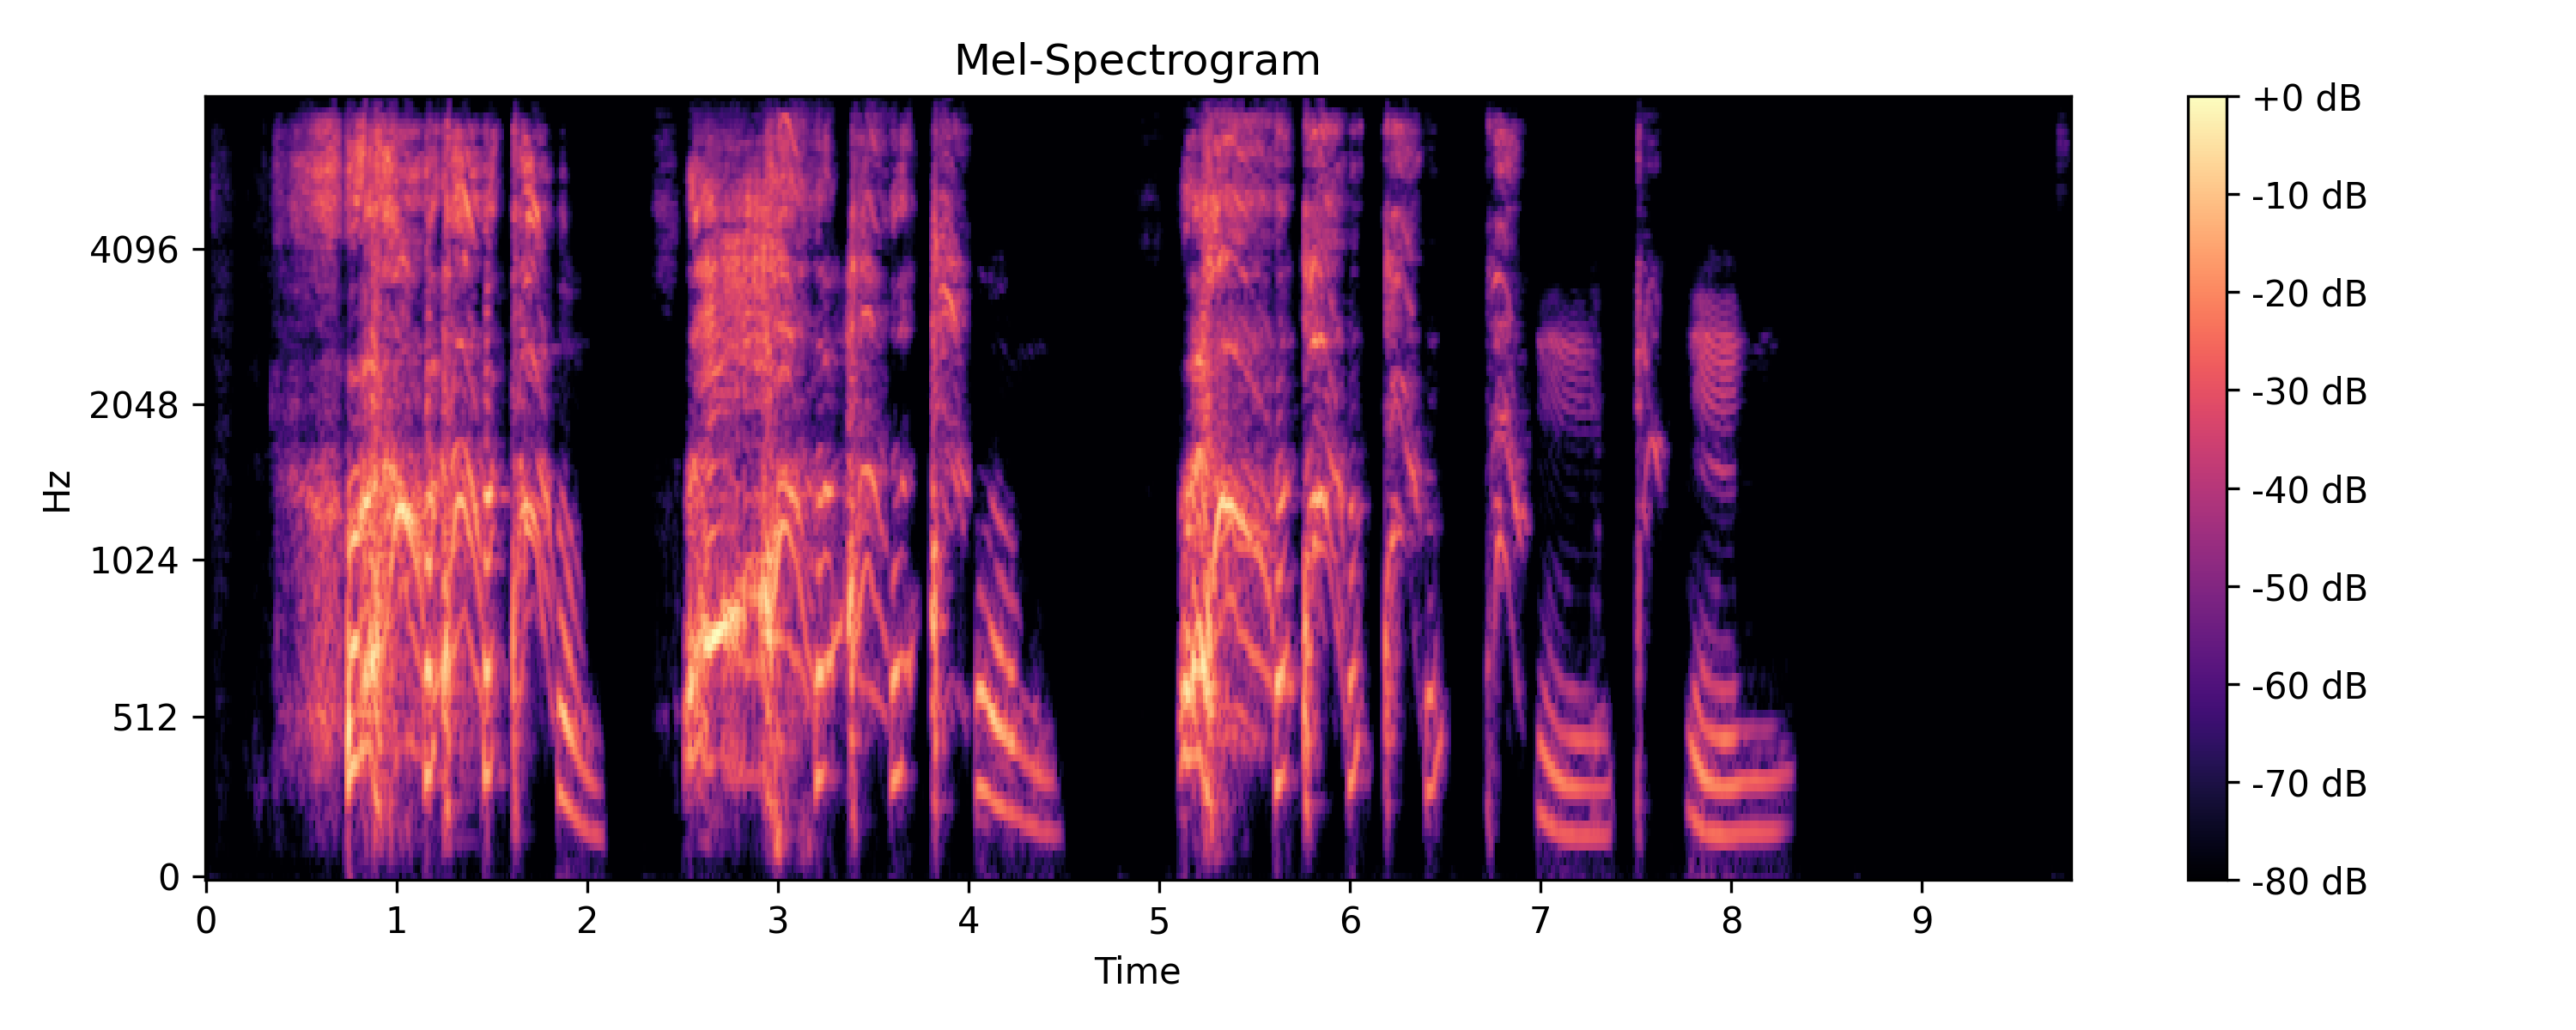 Mel-Spectrogram
+0 dB
-10 dB
-20 dB
-30 dB
-40 dB
-50 dB
-60 dB
-70 dB
-80 dB
Hz
4096
2048
1024
512
0
0 1 2 3 4 5 6 7 8 9
Time